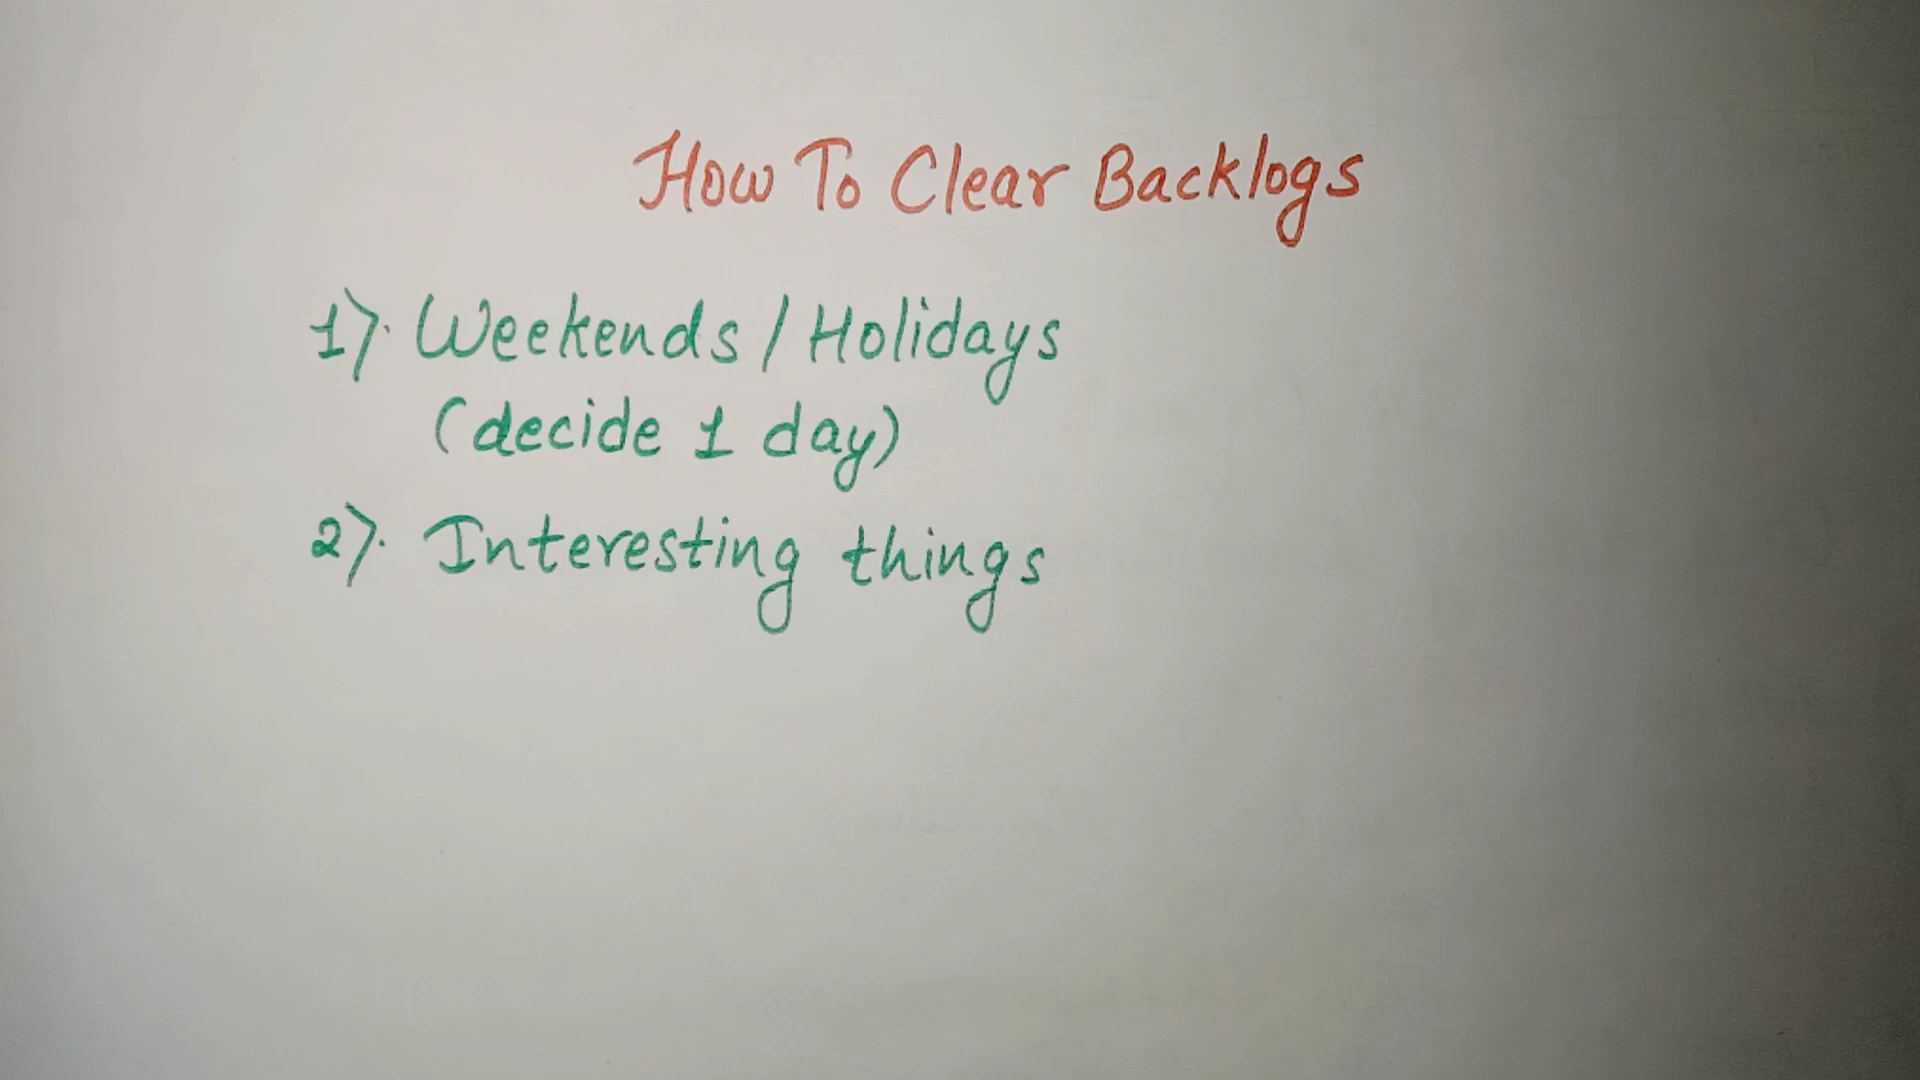 How To Clear Backlogs
1). Weekends / Holidays
(decide 1 day)
2). Interesting things